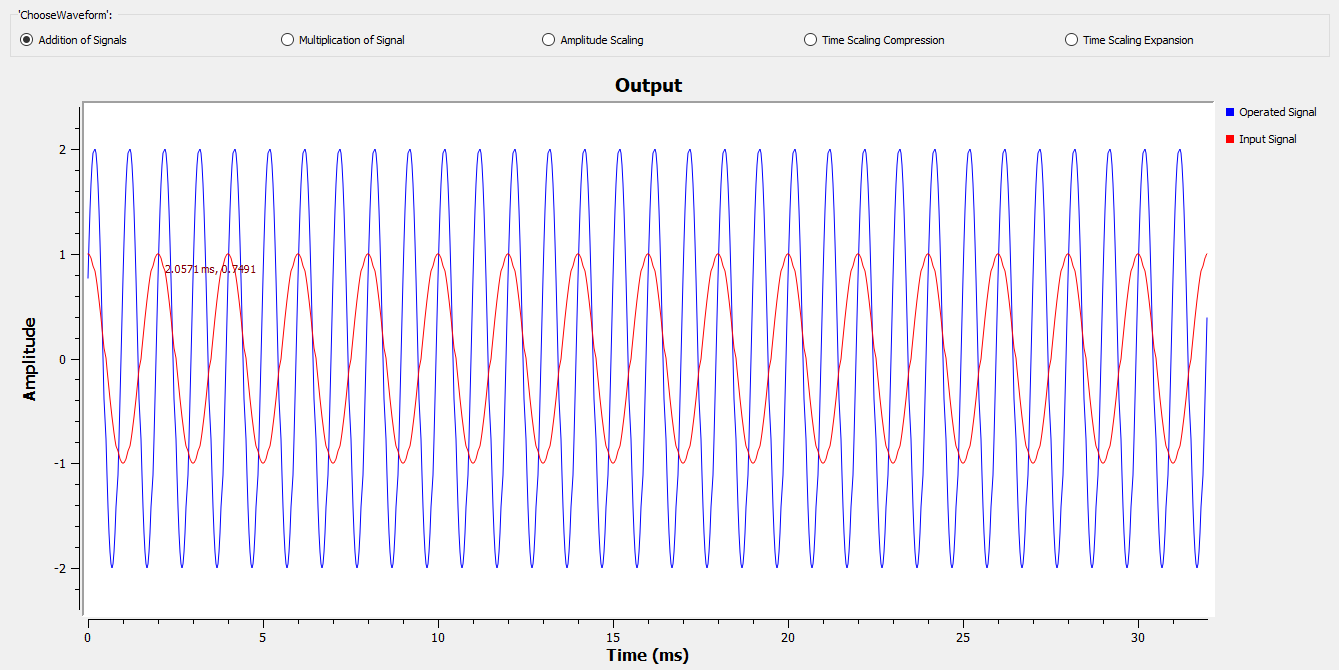 'ChooseWaveform':
Addition of Signals
Multiplication of Signal
Amplitude Scaling
Time Scaling Compression
Time Scaling Expansion
Output
Operated Signal
Input Signal
2
1
0
-1
-2
Amplitude
2.0571 ms, 0.7491
0 5 10 15 20 25 30
Time (ms)